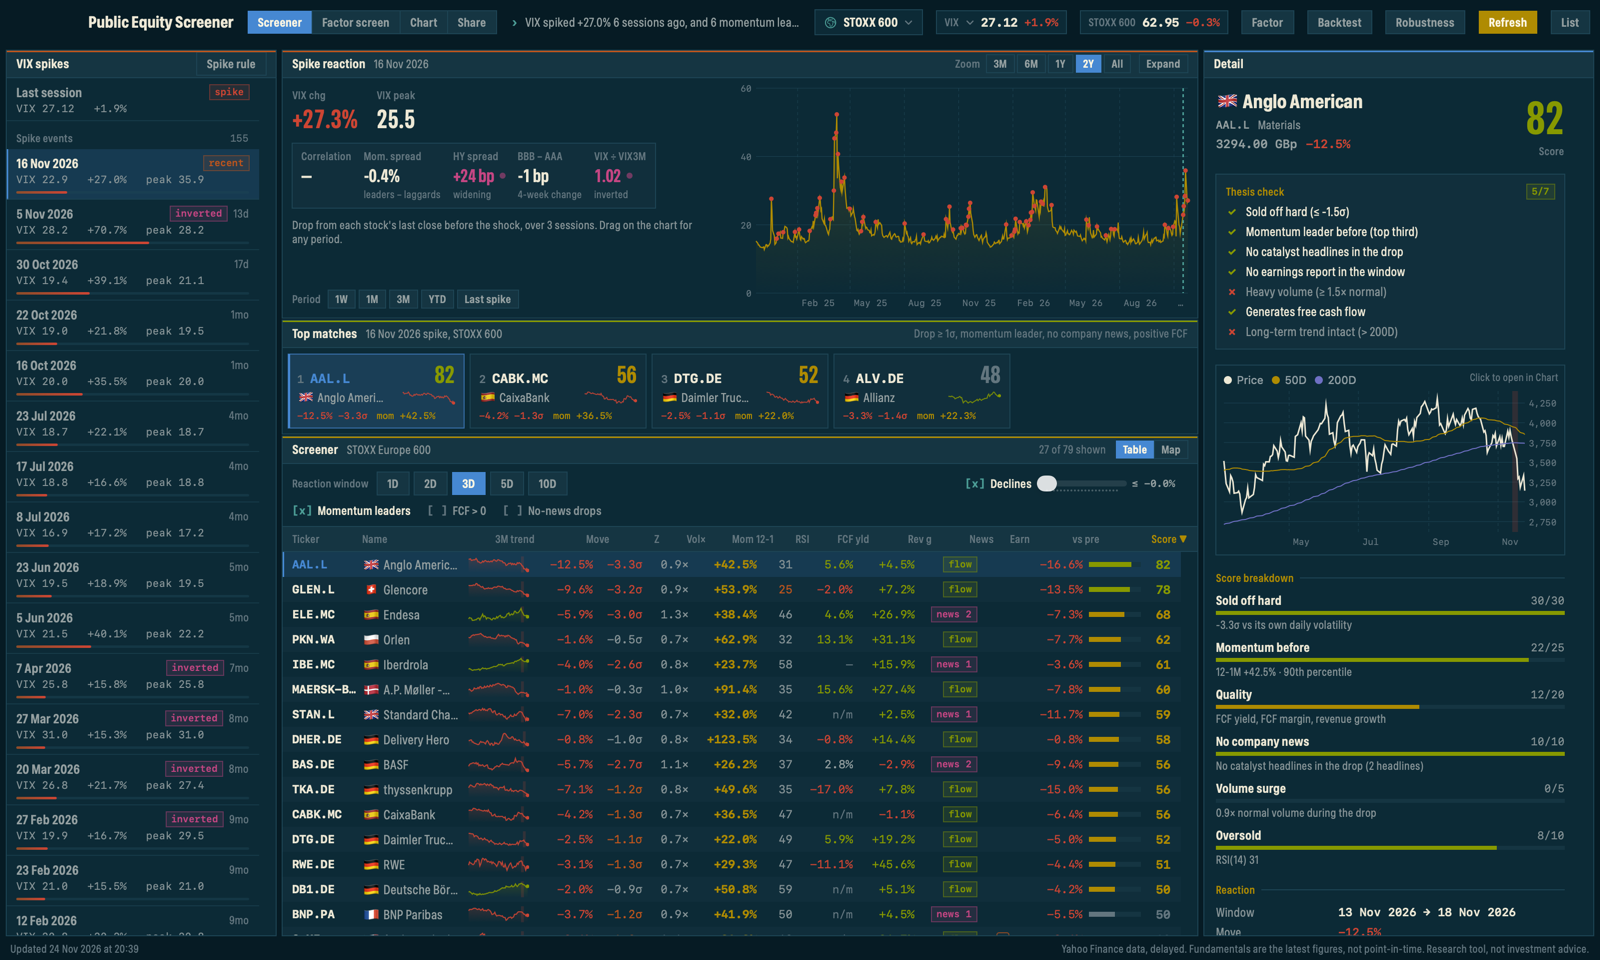 Public Equity Screener
Screener Factor screen Chart Share
› VIX spiked +27.0% 6 sessions ago, and 6 momentum lea...
STOXX 600
VIX 27.12 +1.9%
STOXX 600 62.95 −0.3%
Factor Backtest Robustness Refresh List
VIX spikes Spike rule
Last session spike
VIX 27.12 +1.9%
Spike events 155
16 Nov 2026 recent
VIX 22.9 +27.0% peak 35.9
5 Nov 2026 inverted 13d
VIX 28.2 +70.7% peak 28.2
30 Oct 2026 17d
VIX 19.4 +39.1% peak 21.1
22 Oct 2026 1mo
VIX 19.0 +21.8% peak 19.5
16 Oct 2026 1mo
VIX 20.0 +35.5% peak 20.0
23 Jul 2026 4mo
VIX 18.7 +22.1% peak 18.7
17 Jul 2026 4mo
VIX 18.8 +16.6% peak 18.8
8 Jul 2026 4mo
VIX 16.9 +17.2% peak 17.2
23 Jun 2026 5mo
VIX 19.5 +18.9% peak 19.5
5 Jun 2026 5mo
VIX 21.5 +40.1% peak 22.2
7 Apr 2026 inverted 7mo
VIX 25.8 +15.8% peak 25.8
27 Mar 2026 inverted 8mo
VIX 31.0 +15.3% peak 31.0
20 Mar 2026 inverted 8mo
VIX 26.8 +21.7% peak 27.4
27 Feb 2026 inverted 9mo
VIX 19.9 +16.7% peak 29.5
23 Feb 2026 9mo
VIX 21.0 +15.5% peak 21.0
12 Feb 2026 9mo
Spike reaction 16 Nov 2026
Zoom 3M 6M 1Y 2Y All Expand
VIX chg VIX peak
+27.3% 25.5
Correlation Mom. spread HY spread BBB − AAA VIX ÷ VIX3M
— -0.4% +24 bp -1 bp 1.02
leaders − laggards widening 4-week change inverted
Drop from each stock's last close before the shock, over 3 sessions. Drag on the chart for
any period.
Period 1W 1M 3M YTD Last spike
60
40
20
0
Feb 25 May 25 Aug 25 Nov 25 Feb 26 May 26 Aug 26 ...
Top matches 16 Nov 2026 spike, STOXX 600
Drop ≥ 1σ, momentum leader, no company news, positive FCF
1 AAL.L 82
Anglo Ameri...
−12.5% −3.3σ mom +42.5%
2 CABK.MC 56
CaixaBank
−4.2% −1.3σ mom +36.5%
3 DTG.DE 52
Daimler Truc...
−2.5% −1.1σ mom +22.0%
4 ALV.DE 48
Allianz
−3.3% −1.4σ mom +22.3%
Screener STOXX Europe 600
27 of 79 shown Table Map
Reaction window 1D 2D 3D 5D 10D
[x] Declines ≤ −0.0%
[x] Momentum leaders [ ] FCF > 0 [ ] No-news drops
Ticker Name 3M trend Move Z Vol× Mom 12-1 RSI FCF yld Rev g News Earn vs pre Score ▼
AAL.L Anglo Americ... −12.5% −3.3σ 0.9× +42.5% 31 5.6% +4.5% flow −16.6% 82
GLEN.L Glencore −9.6% −3.2σ 0.9× +53.9% 25 −2.0% +7.2% flow −13.5% 78
ELE.MC Endesa −5.9% −3.0σ 1.3× +38.4% 46 4.6% +26.9% news 2 −7.3% 68
PKN.WA Orlen −1.6% −0.5σ 0.7× +62.9% 32 13.1% +31.1% flow −7.7% 62
IBE.MC Iberdrola −4.0% −2.6σ 0.8× +23.7% 58 — +15.9% news 1 −3.6% 61
MAERSK-B... A.P. Møller -... −1.0% −0.3σ 1.0× +91.4% 35 15.6% +27.4% flow −7.8% 60
STAN.L Standard Cha... −7.0% −2.3σ 0.7× +32.0% 42 n/m +2.5% news 1 −11.7% 59
DHER.DE Delivery Hero −0.8% −1.0σ 0.8× +123.5% 34 −0.8% +14.4% flow −0.8% 58
BAS.DE BASF −5.7% −2.7σ 1.1× +26.2% 37 2.8% −2.9% news 2 −9.4% 56
TKA.DE thyssenkrupp −7.1% −1.2σ 0.8× +49.6% 35 −17.0% +7.8% flow −15.0% 56
CABK.MC CaixaBank −4.2% −1.3σ 0.7× +36.5% 47 n/m −1.1% flow −6.4% 56
DTG.DE Daimler Truc... −2.5% −1.1σ 0.7× +22.0% 49 5.9% +19.2% flow −5.0% 52
RWE.DE RWE −3.1% −1.3σ 0.7× +29.3% 47 −11.1% +45.6% flow −4.4% 51
DB1.DE Deutsche Bör... −2.0% −0.9σ 0.7× +50.8% 59 n/m +5.1% flow −4.2% 50
BNP.PA BNP Paribas −3.7% −1.2σ 0.9× +41.9% 50 n/m +4.5% news 1 −5.5% 50
Detail
Anglo American 82
AAL.L Materials
3294.00 GBp −12.5% Score
Thesis check 5/7
Sold off hard (≤ -1.5σ)
Momentum leader before (top third)
No catalyst headlines in the drop
No earnings report in the window
Heavy volume (≥ 1.5× normal)
Generates free cash flow
Long-term trend intact (> 200D)
Price 50D 200D Click to open in Chart
4,250
4,000
3,750
3,500
3,250
3,000
2,750
May Jul Sep Nov
Score breakdown
Sold off hard 30/30
-3.3σ vs its own daily volatility
Momentum before 22/25
12-1M +42.5% · 90th percentile
Quality 12/20
FCF yield, FCF margin, revenue growth
No company news 10/10
No catalyst headlines in the drop (2 headlines)
Volume surge 0/5
0.9× normal volume during the drop
Oversold 8/10
RSI(14) 31
Reaction
Window 13 Nov 2026 → 18 Nov 2026
Move −12.5%
Updated 24 Nov 2026 at 20:39
Yahoo Finance data, delayed. Fundamentals are the latest figures, not point-in-time. Research tool, not investment advice.